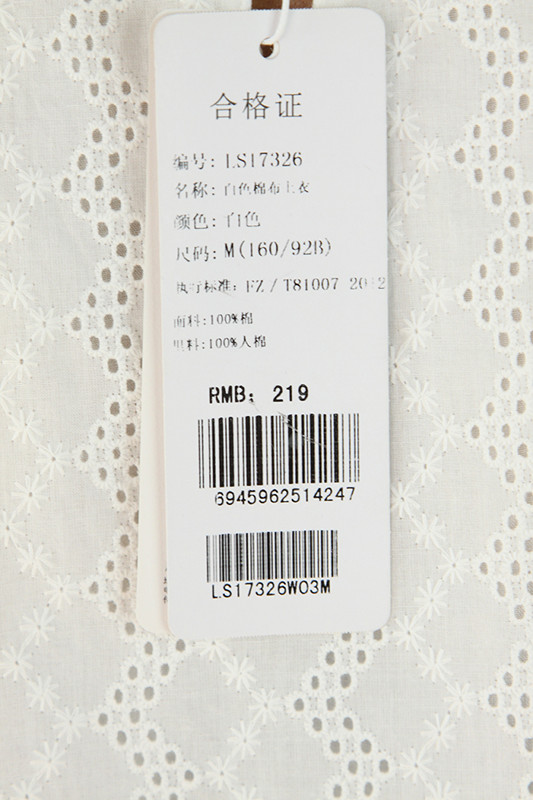 合格证
编号: LS17326
名称: 白色棉布上衣
颜色: 白色
尺码: M(160/92B)
执行标准: FZ/T81007 2012
面料:100%棉
里料:100%人棉
RMB: 219
6945962514247
LS17326W03M